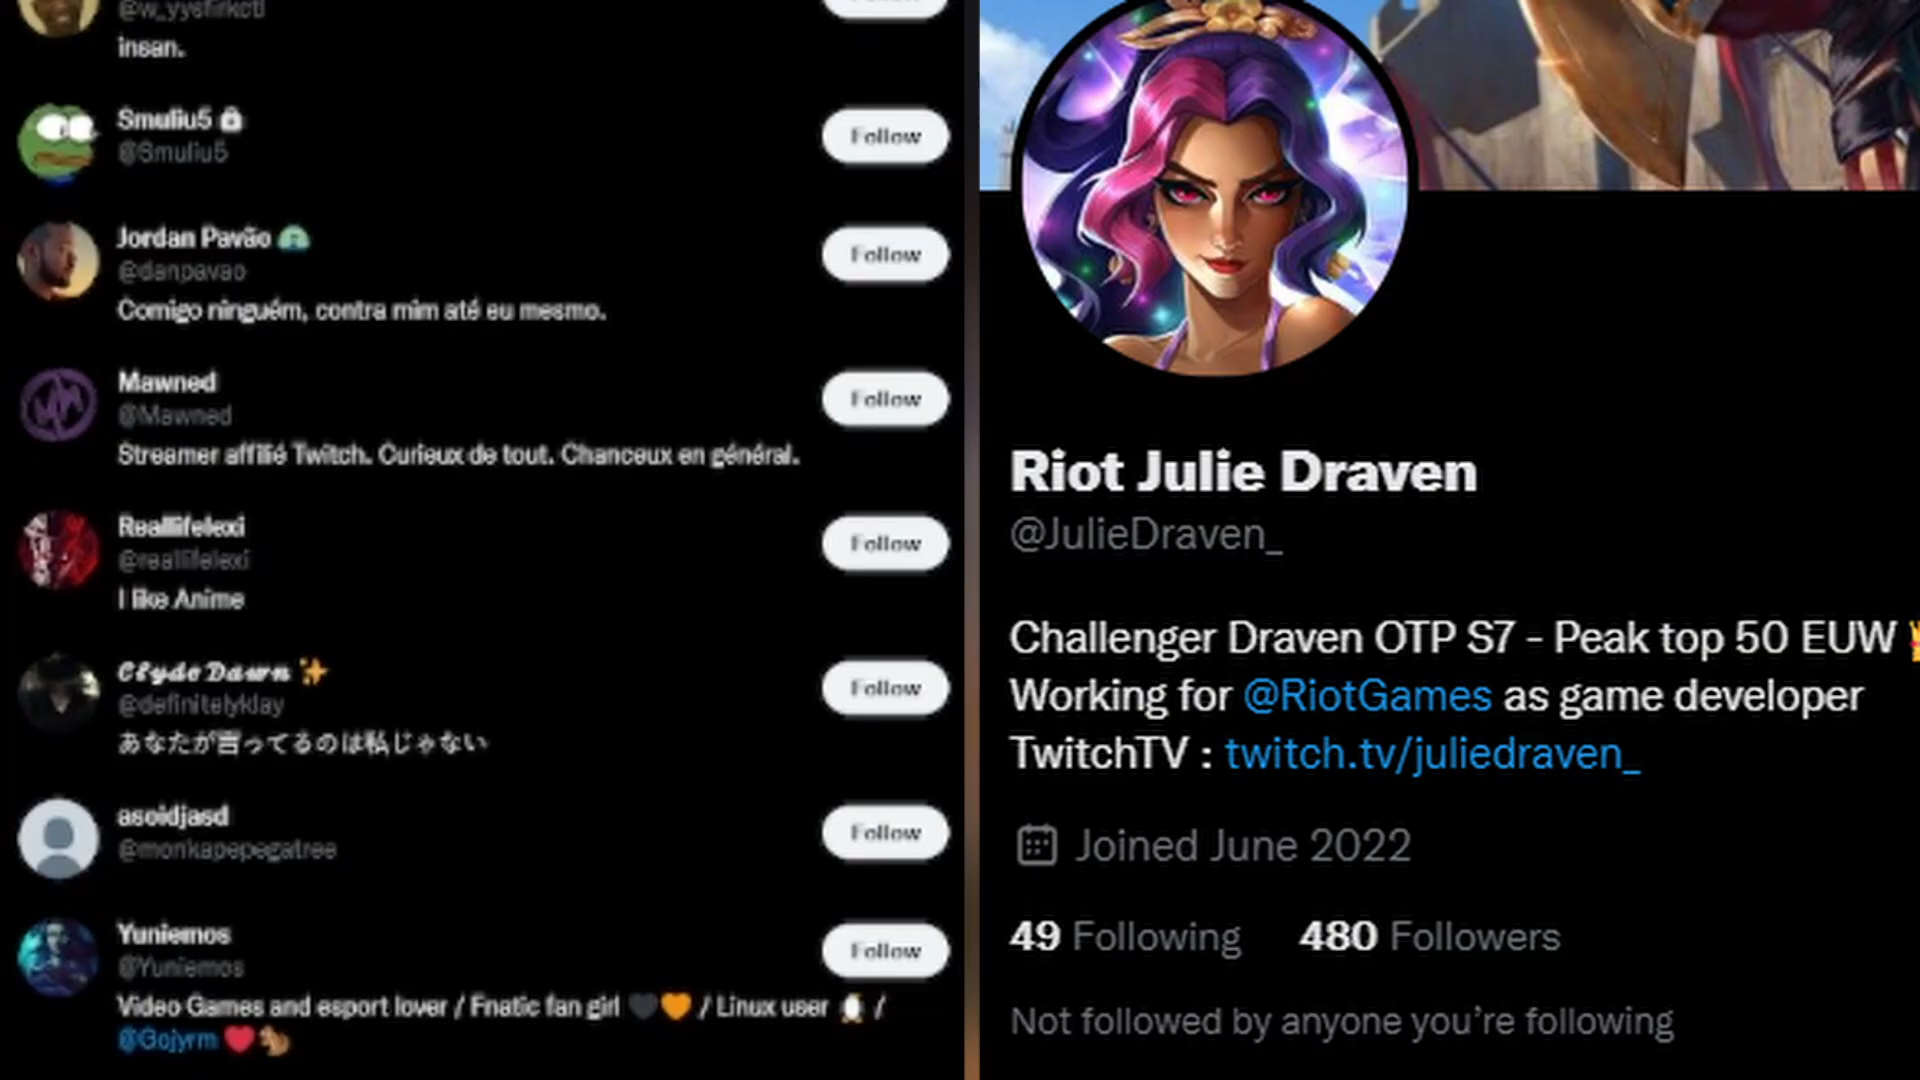 insan.
Smuliu5
@Smuliu5
Follow
Jordan Pavão
@danpavao
Follow
Comigo ninguém, contra mim até eu mesmo.
Mawned
@Mawned
Follow
Streamer affilié Twitch. Curieux de tout. Chanceux en général.
Reallifelexi
@reallifelexi
Follow
I like Anime
Clyde Dawn ✨
@definitelyklay
Follow
あなたが言ってるのは私じゃない
asoidjasd
@monkapepegatree
Follow
Yuniemos
@Yuniemos
Follow
Video Games and esport lover / Fnatic fan girl 🖤🧡 / Linux user 🐧 /
@Gojyrm ❤️🐿️
Riot Julie Draven
@JulieDraven_
Challenger Draven OTP S7 - Peak top 50 EUW
Working for @RiotGames as game developer
TwitchTV : twitch.tv/juliedraven_
Joined June 2022
49 Following 480 Followers
Not followed by anyone you're following